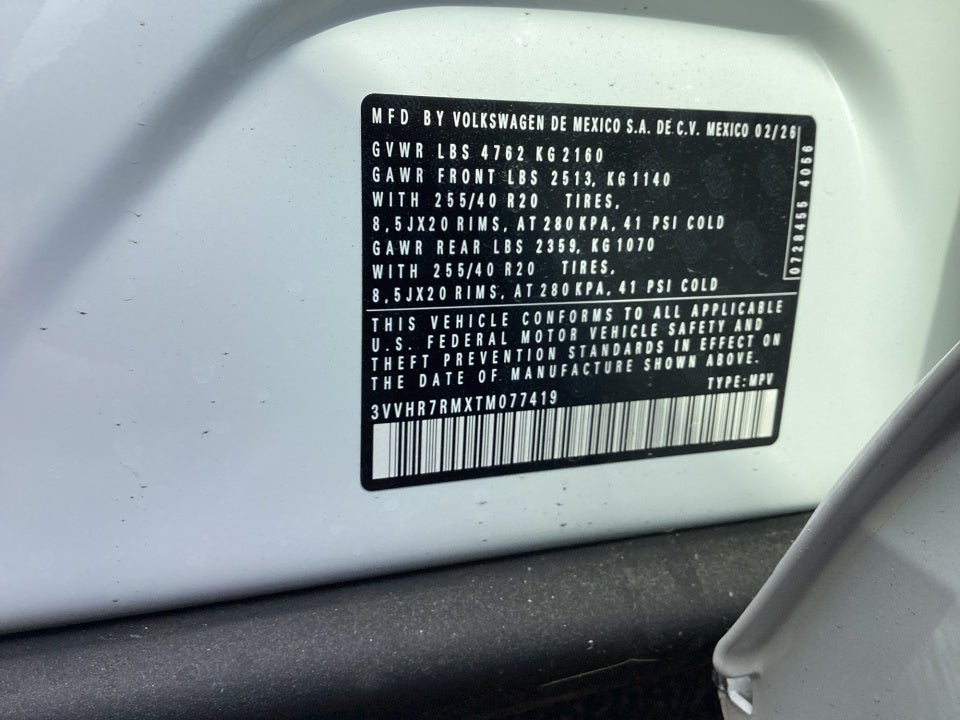 MFD BY VOLKSWAGEN DE MEXICO S.A. DE C.V. MEXICO 02/26
GVWR LBS 4762 KG 2160
GAWR FRONT LBS 2513, KG 1140
WITH 255/40 R20 TIRES,
8,5JX20 RIMS, AT 280 KPA, 41 PSI COLD
GAWR REAR LBS 2359, KG 1070
WITH 255/40 R20 TIRES,
8,5JX20 RIMS, AT 280 KPA, 41 PSI COLD
0728455 4056
THIS VEHICLE CONFORMS TO ALL APPLICABLE
U.S. FEDERAL MOTOR VEHICLE SAFETY AND
THEFT PREVENTION STANDARDS IN EFFECT ON
THE DATE OF MANUFACTURE SHOWN ABOVE.
3VVHR7RMXTM077419 TYPE: MPV